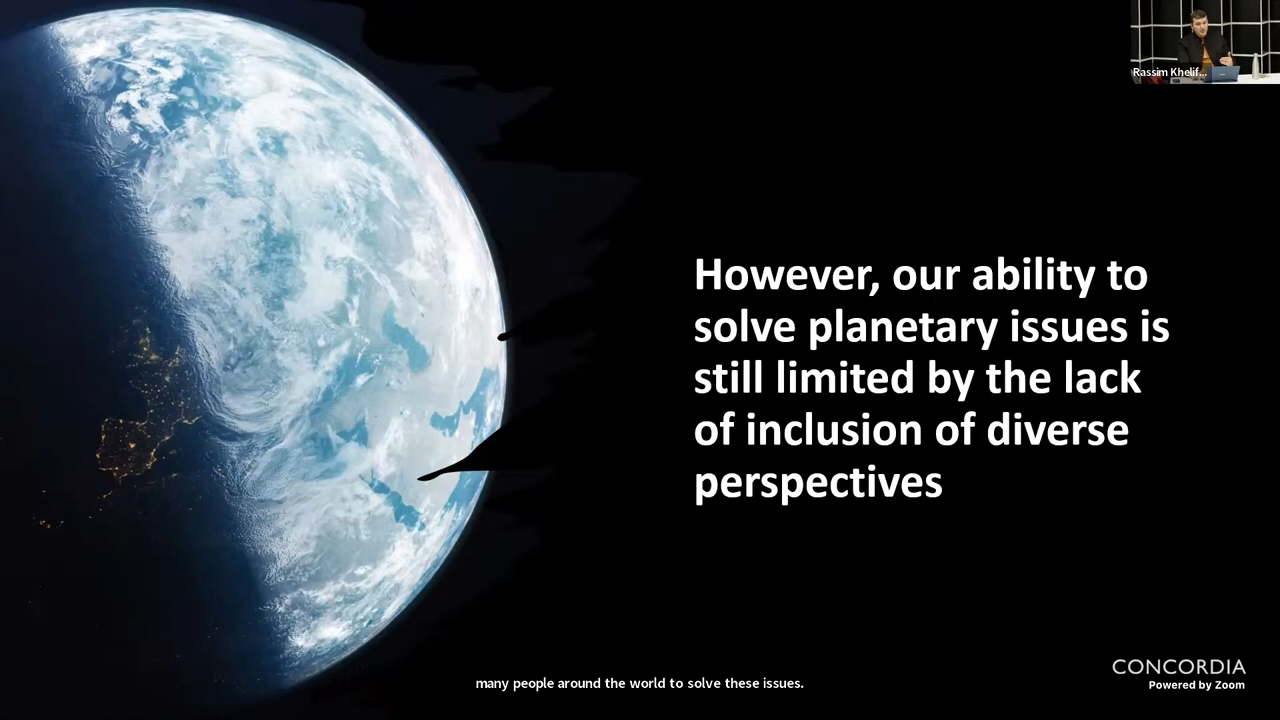 Rassim Khelif...
However, our ability to
solve planetary issues is
still limited by the lack
of inclusion of diverse
perspectives
CONCORDIA
Powered by Zoom
many people around the world to solve these issues.